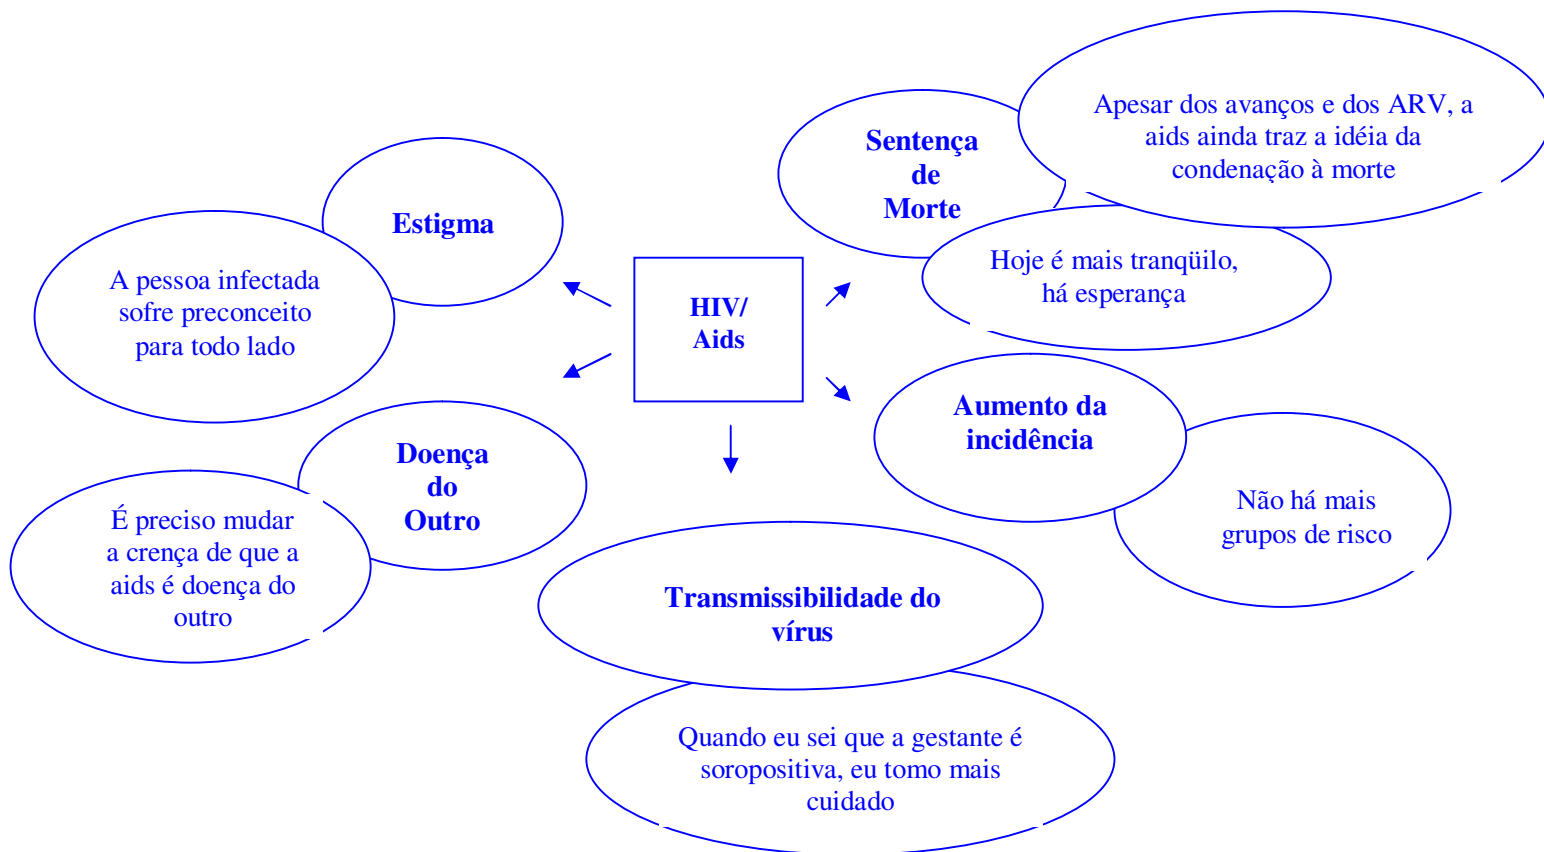 Apesar dos avanços e dos ARV, a
aids ainda traz a idéia da
condenação à morte
Sentença
de
Morte
Estigma
Hoje é mais tranqüilo,
há esperança
A pessoa infectada
sofre preconceito
para todo lado
HIV/
Aids
Aumento da
incidência
Doença
do
Outro
Não há mais
grupos de risco
É preciso mudar
a crença de que a
aids é doença do
outro
Transmissibilidade do
vírus
Quando eu sei que a gestante é
soropositiva, eu tomo mais
cuidado